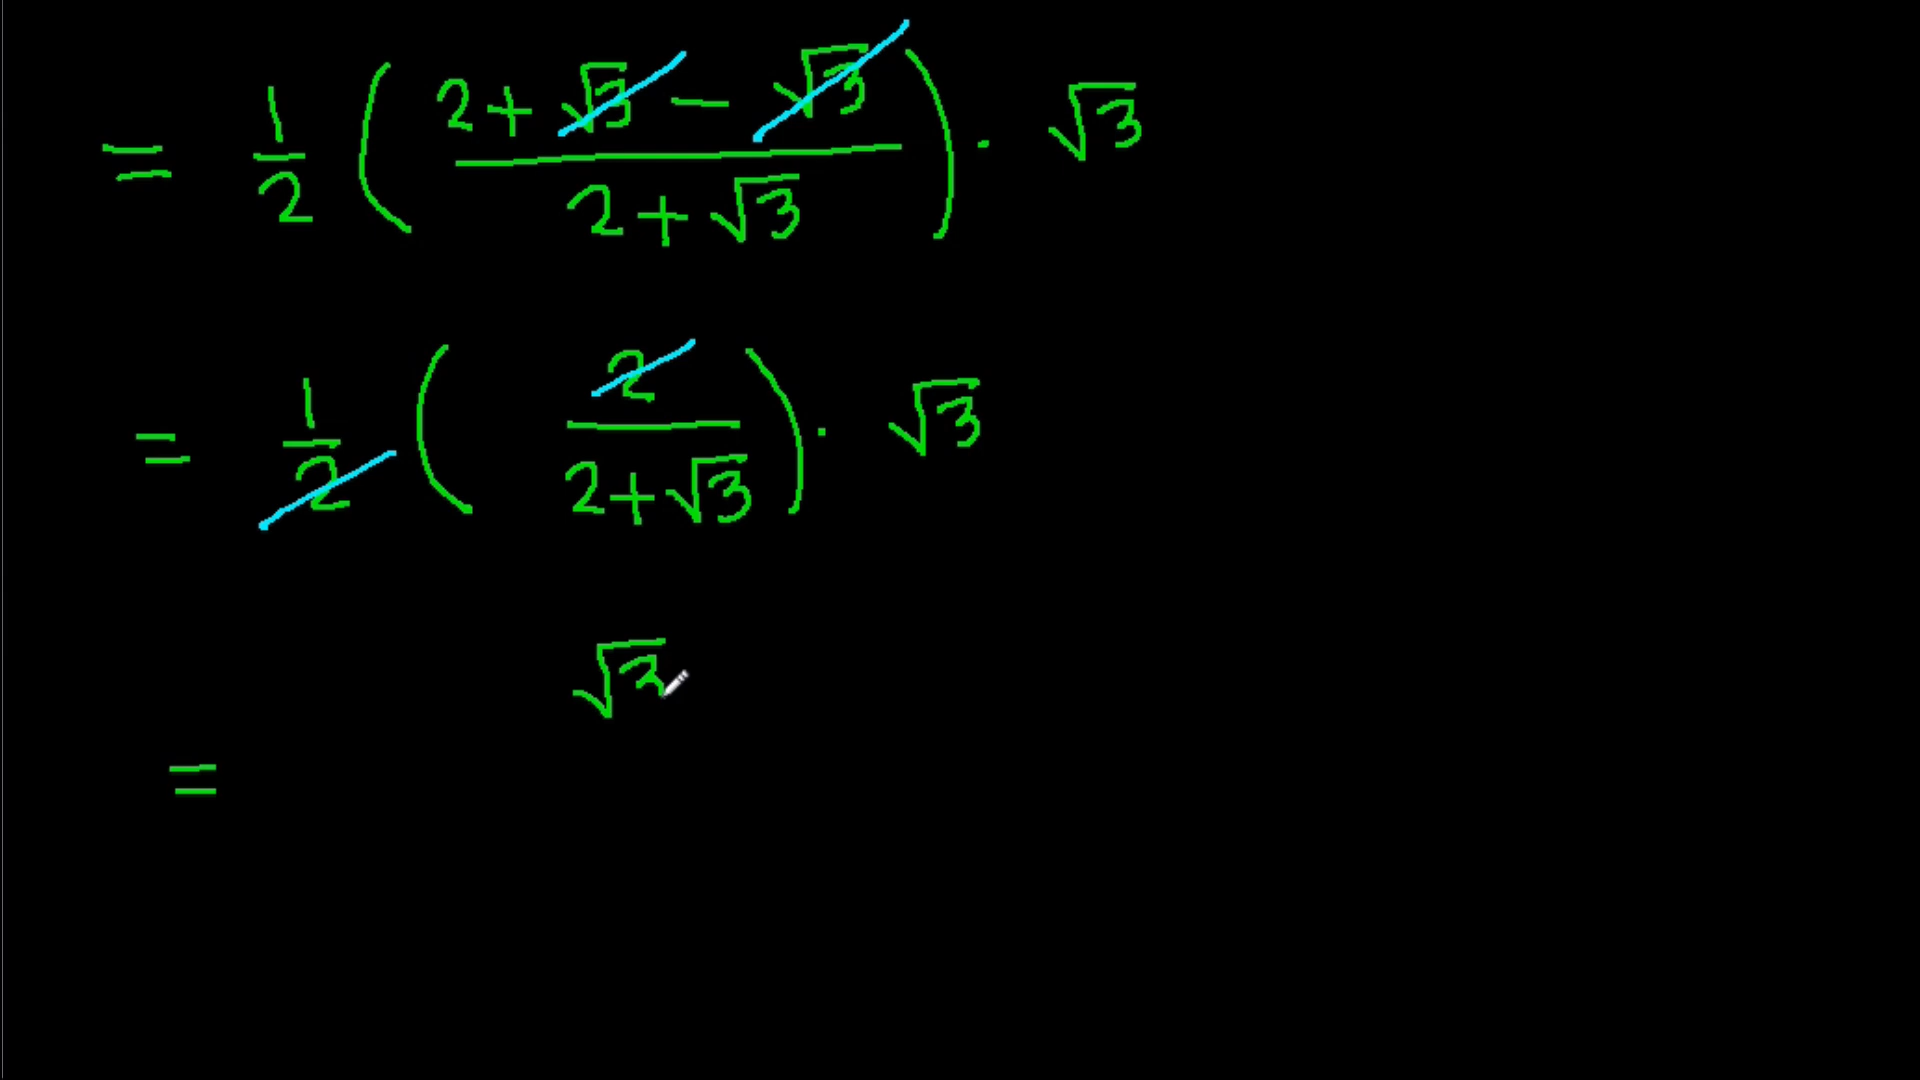 = 1/2 ( (2 + √3 − √3) / (2 + √3) ) · √3
= 1/2 ( 2 / (2 + √3) ) · √3
√3
=